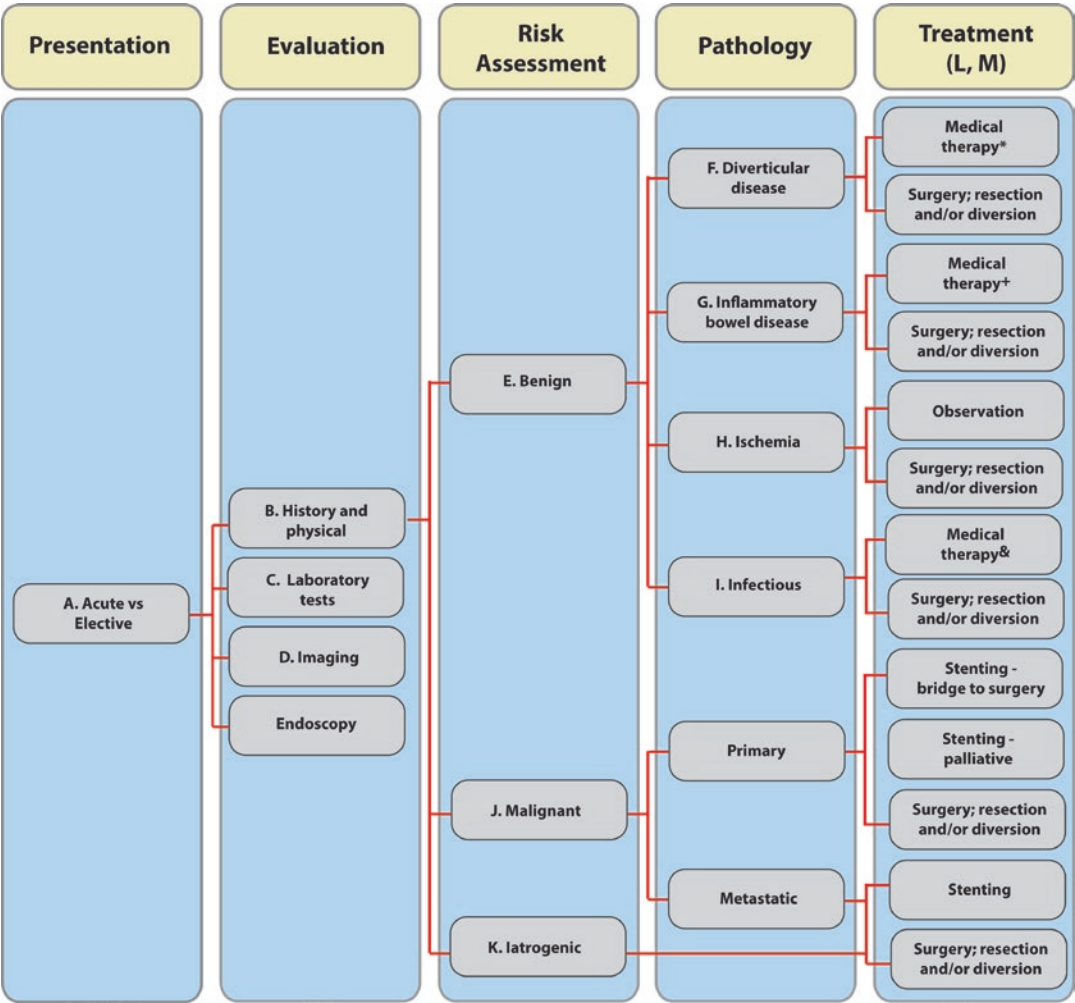 Presentation
Evaluation
Risk
Assessment
Pathology
Treatment
(L, M)
A. Acute vs
Elective
B. History and
physical
C. Laboratory
tests
D. Imaging
Endoscopy
E. Benign
J. Malignant
K. Iatrogenic
F. Diverticular
disease
G. Inflammatory
bowel disease
H. Ischemia
I. Infectious
Primary
Metastatic
Medical
therapy*
Surgery; resection
and/or diversion
Medical
therapy+
Surgery; resection
and/or diversion
Observation
Surgery; resection
and/or diversion
Medical
therapy&
Surgery; resection
and/or diversion
Stenting -
bridge to surgery
Stenting -
palliative
Surgery; resection
and/or diversion
Stenting
Surgery; resection
and/or diversion